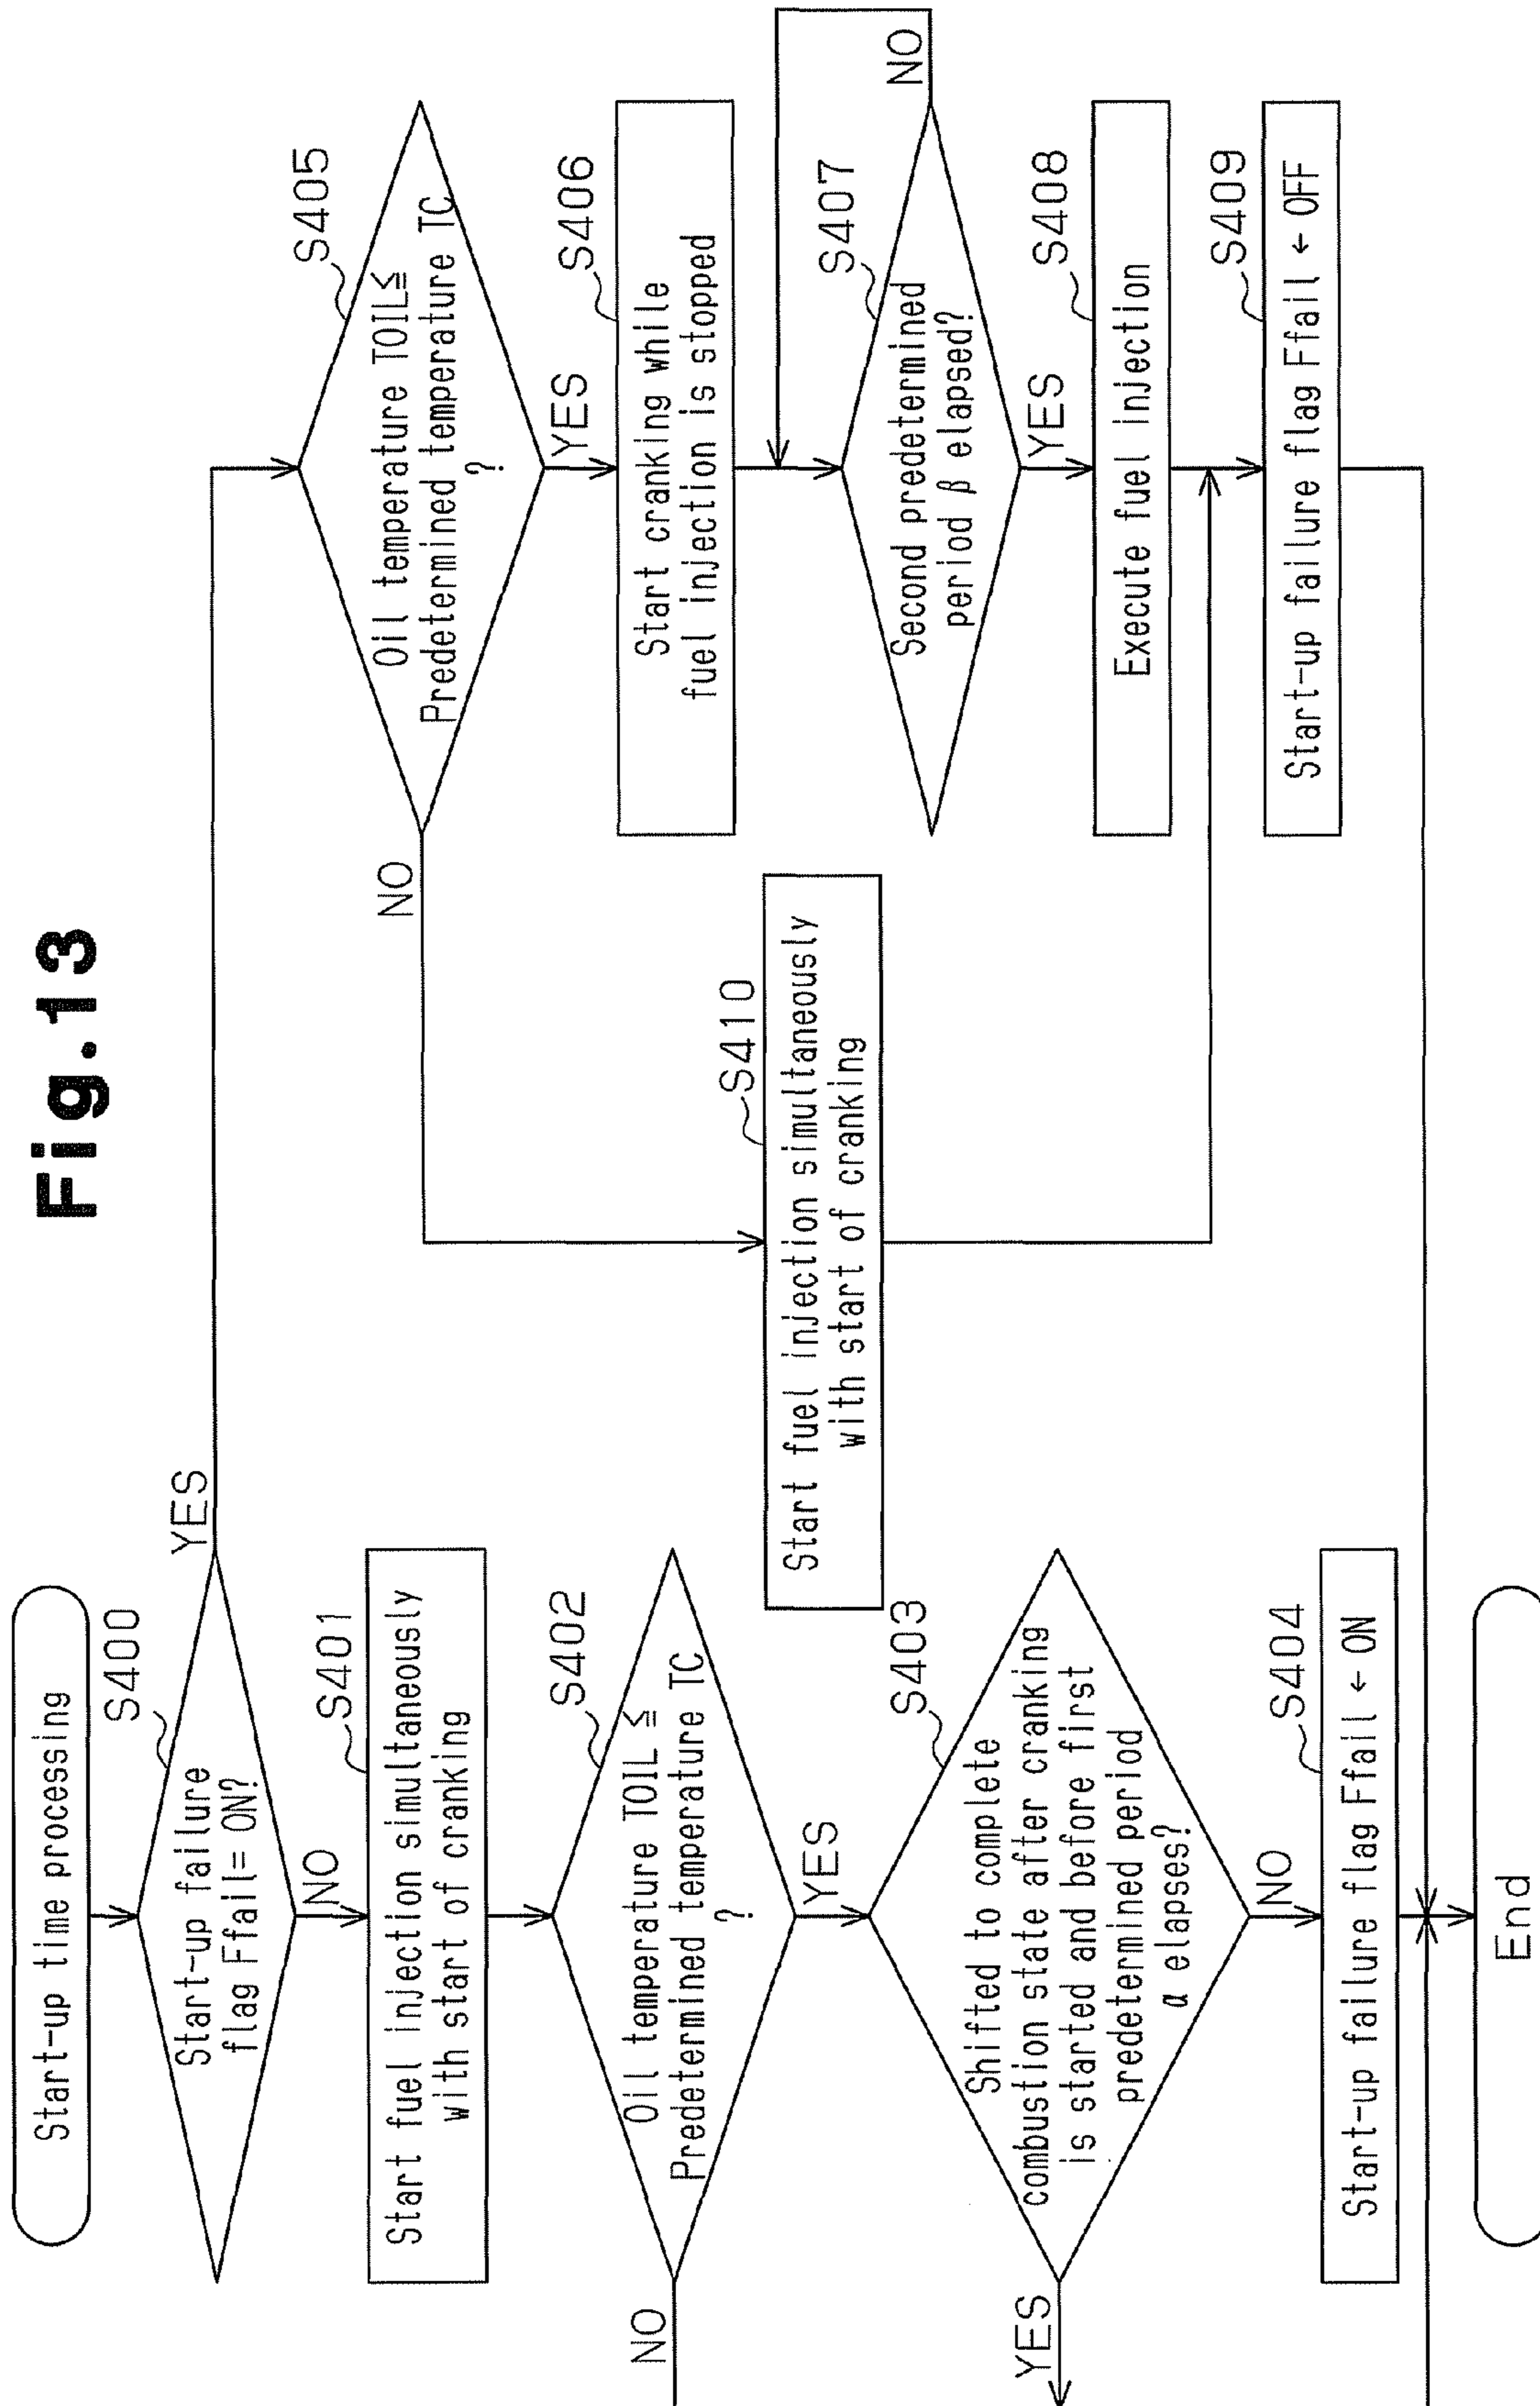 Fig.13
Start-up time processing
S400
Start-up failure
flag Ffail= ON?
YES
NO
S401
Start fuel injection simultaneously
with start of cranking
S402
Oil temperature TOIL ≦
Predetermined temperature TC
?
NO
YES
S403
Shifted to complete
combustion state after cranking
is started and before first
predetermined period
α elapses?
YES
NO
S404
Start-up failure flag Ffail ← ON
End
S405
Oil temperature TOIL≦
Predetermined temperature TC
?
NO
YES
S406
Start cranking while
fuel injection is stopped
S407
Second predetermined
period β elapsed?
NO
YES
S408
Execute fuel injection
S409
Start-up failure flag Ffail ← OFF
S410
Start fuel injection simultaneously
with start of cranking